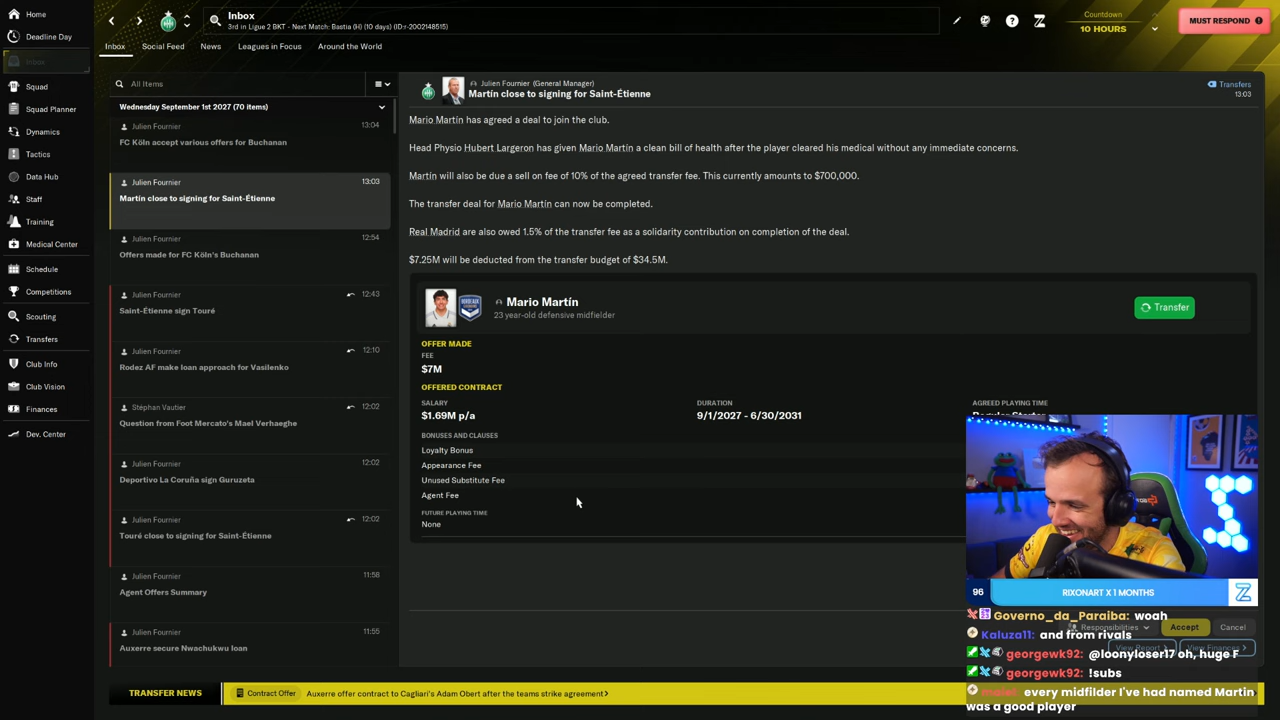 Home
Deadline Day
Inbox
Squad
Squad Planner
Dynamics
Tactics
Data Hub
Staff
Training
Medical Center
Schedule
Competitions
Scouting
Transfers
Club Info
Club Vision
Finances
Dev. Center
Inbox
3rd in Ligue 2 BKT - Next Match: Bastia (H) (10 days) (ID:r-2002148515)
Countdown
10 HOURS
MUST RESPOND
Inbox Social Feed News Leagues in Focus Around the World
All Items
Wednesday September 1st 2027 (70 items)
Julien Fournier 13:04
FC Köln accept various offers for Buchanan
Julien Fournier 13:03
Martín close to signing for Saint-Étienne
Julien Fournier 12:54
Offers made for FC Köln's Buchanan
Julien Fournier 12:43
Saint-Étienne sign Touré
Julien Fournier 12:10
Rodez AF make loan approach for Vasilenko
Stéphan Vautier 12:02
Question from Foot Mercato's Mael Verhaeghe
Julien Fournier 12:02
Deportivo La Coruña sign Guruzeta
Julien Fournier 12:02
Touré close to signing for Saint-Étienne
Julien Fournier 11:58
Agent Offers Summary
Julien Fournier 11:55
Auxerre secure Nwachukwu loan
Julien Fournier (General Manager)
Martín close to signing for Saint-Étienne
Transfers
13:03
Mario Martín has agreed a deal to join the club.
Head Physio Hubert Largeron has given Mario Martín a clean bill of health after the player cleared his medical without any immediate concerns.
Martín will also be due a sell on fee of 10% of the agreed transfer fee. This currently amounts to $700,000.
The transfer deal for Mario Martín can now be completed.
Real Madrid are also owed 1.5% of the transfer fee as a solidarity contribution on completion of the deal.
$7.25M will be deducted from the transfer budget of $34.5M.
Mario Martín
23 year-old defensive midfielder
Transfer
OFFER MADE
FEE
$7M
OFFERED CONTRACT
SALARY DURATION AGREED PLAYING TIME
$1.69M p/a 9/1/2027 - 6/30/2031 Regular Starter
BONUSES AND CLAUSES
Loyalty Bonus
Appearance Fee
Unused Substitute Fee
Agent Fee
FUTURE PLAYING TIME
None
96 RIXONART X 1 MONTHS
Governo_da_Paraiba: woah
Responsibilities Accept Cancel
Kaluza11: and from rivals
View Report View Finances
georgewk92: @loonyloser17 oh, huge F
georgewk92: !subs
every midfilder I've had named Martin
was a good player
TRANSFER NEWS Contract Offer Auxerre offer contract to Cagliari's Adam Obert after the teams strike agreement